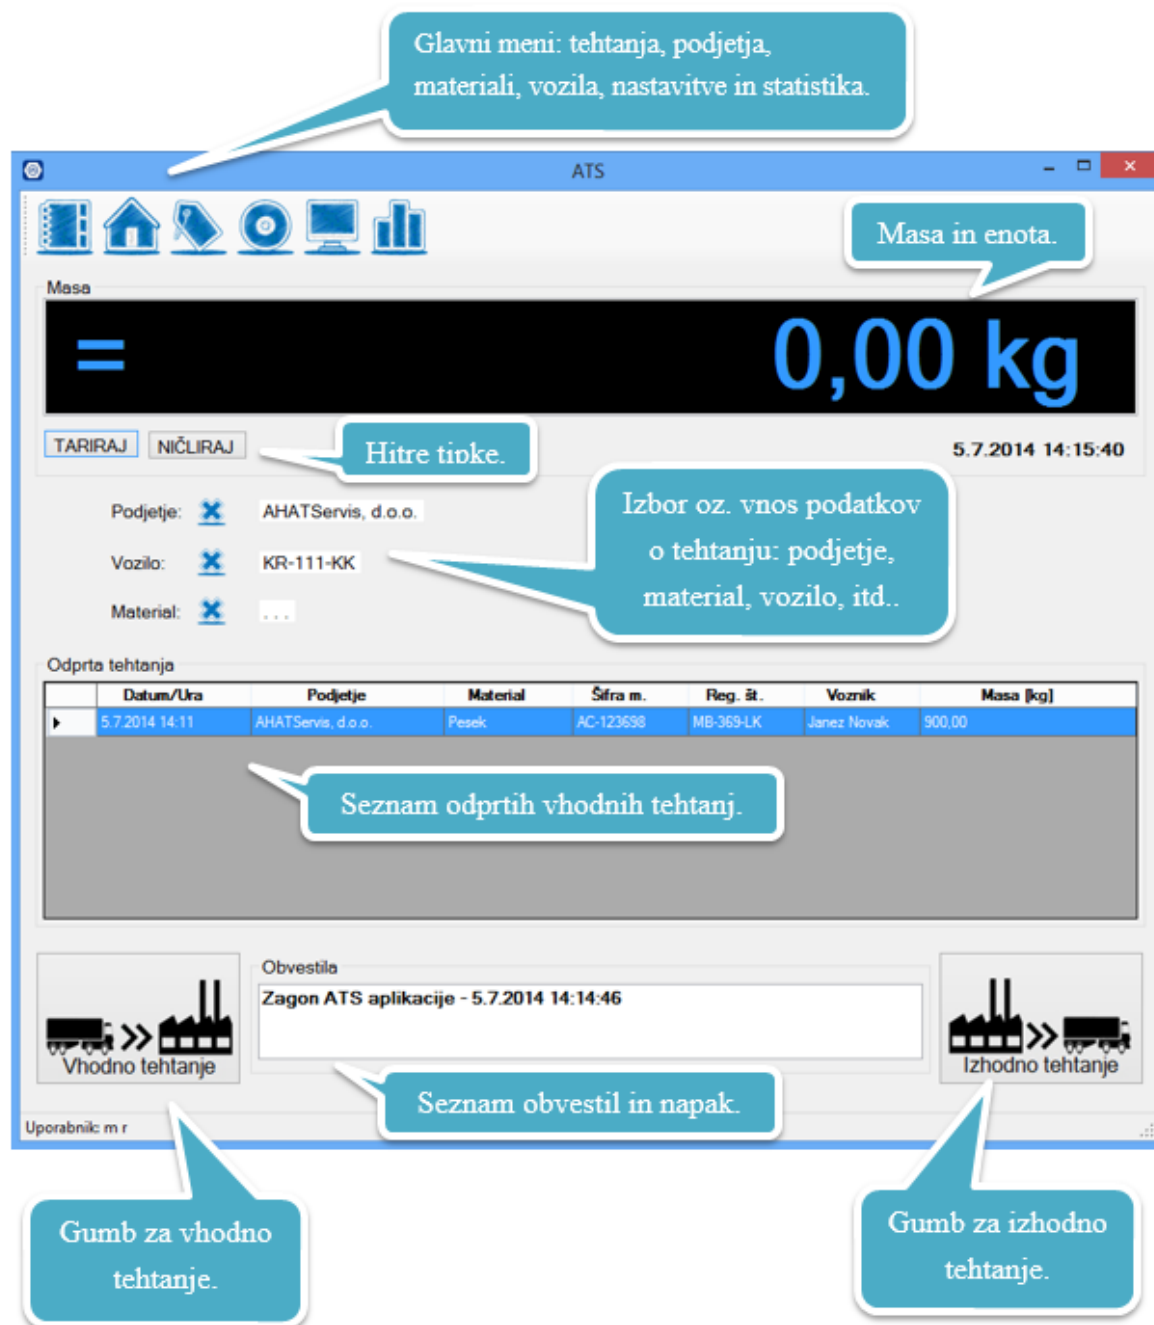 Glavni meni: tehtanja, podjetja,
materiali, vozila, nastavitve in statistika.
ATS
Masa in enota.
Masa
= 0,00 kg
TARIRAJ NIČLIRAJ
Hitre tipke.
5.7.2014 14:15:40
Podjetje: AHATServis, d.o.o.
Vozilo: KR-111-KK
Material: . . .
Izbor oz. vnos podatkov
o tehtanju: podjetje,
material, vozilo, itd..
Odprta tehtanja
Datum/Ura Podjetje Material Šifra m. Reg. št. Voznik Masa [kg]
5.7.2014 14:11 AHATServis, d.o.o. Pesek AC-123698 MB-369-LK Janez Novak 900,00
Seznam odprtih vhodnih tehtanj.
Vhodno tehtanje
Obvestila
Zagon ATS aplikacije - 5.7.2014 14:14:46
Izhodno tehtanje
Seznam obvestil in napak.
Uporabnik: m r
Gumb za vhodno
tehtanje.
Gumb za izhodno
tehtanje.